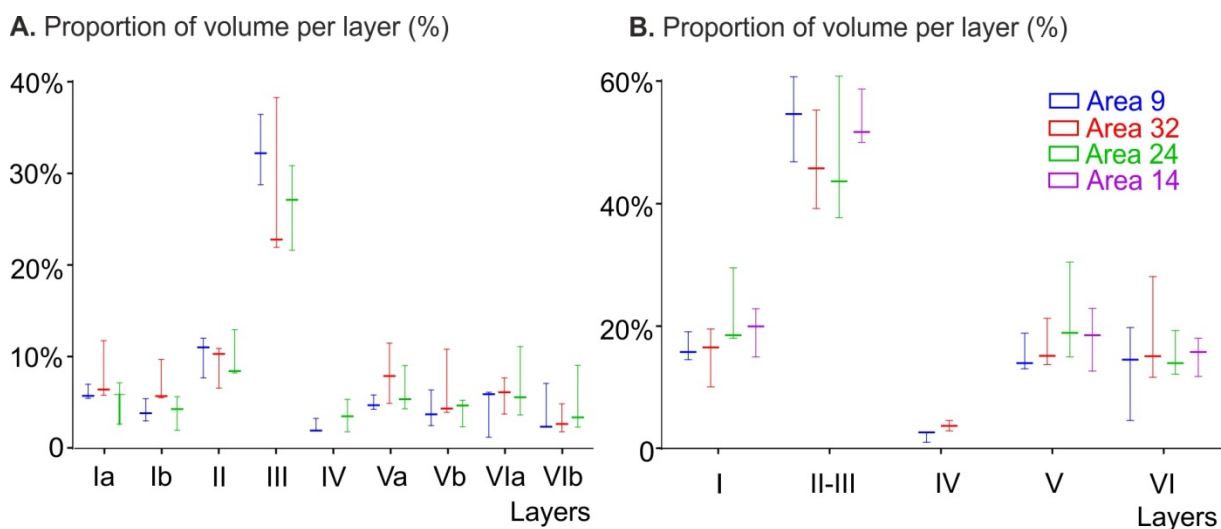 A. Proportion of volume per layer (%)
40%
30%
20%
10%
0
Ia Ib II III IV Va Vb VIa VIb
Layers
B. Proportion of volume per layer (%)
60%
40%
20%
0
Area 9
Area 32
Area 24
Area 14
I II-III IV V VI
Layers